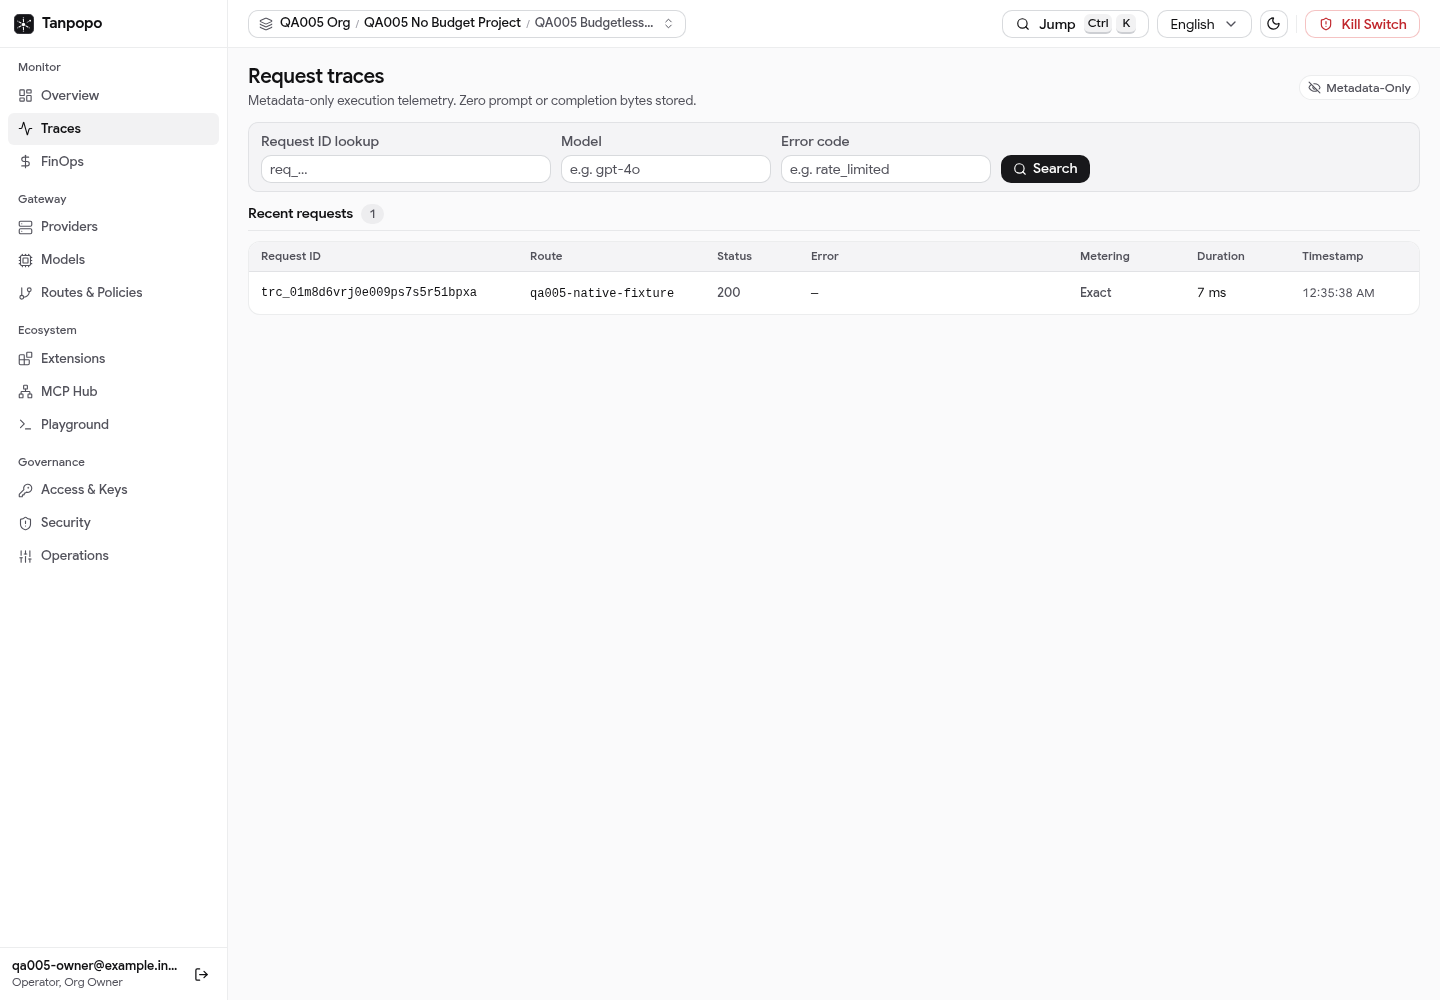 Tanpopo
QA005 Org / QA005 No Budget Project / QA005 Budgetless...
Jump Ctrl K
English
Kill Switch
Monitor
Overview
Traces
FinOps
Gateway
Providers
Models
Routes & Policies
Ecosystem
Extensions
MCP Hub
Playground
Governance
Access & Keys
Security
Operations
qa005-owner@example.in...
Operator, Org Owner
Request traces
Metadata-only execution telemetry. Zero prompt or completion bytes stored.
Metadata-Only
Request ID lookup Model Error code
req_... e.g. gpt-4o e.g. rate_limited Search
Recent requests 1
Request ID Route Status Error Metering Duration Timestamp
trc_01m8d6vrj0e009ps7s5r51bpxa qa005-native-fixture 200 — Exact 7 ms 12:35:38 AM